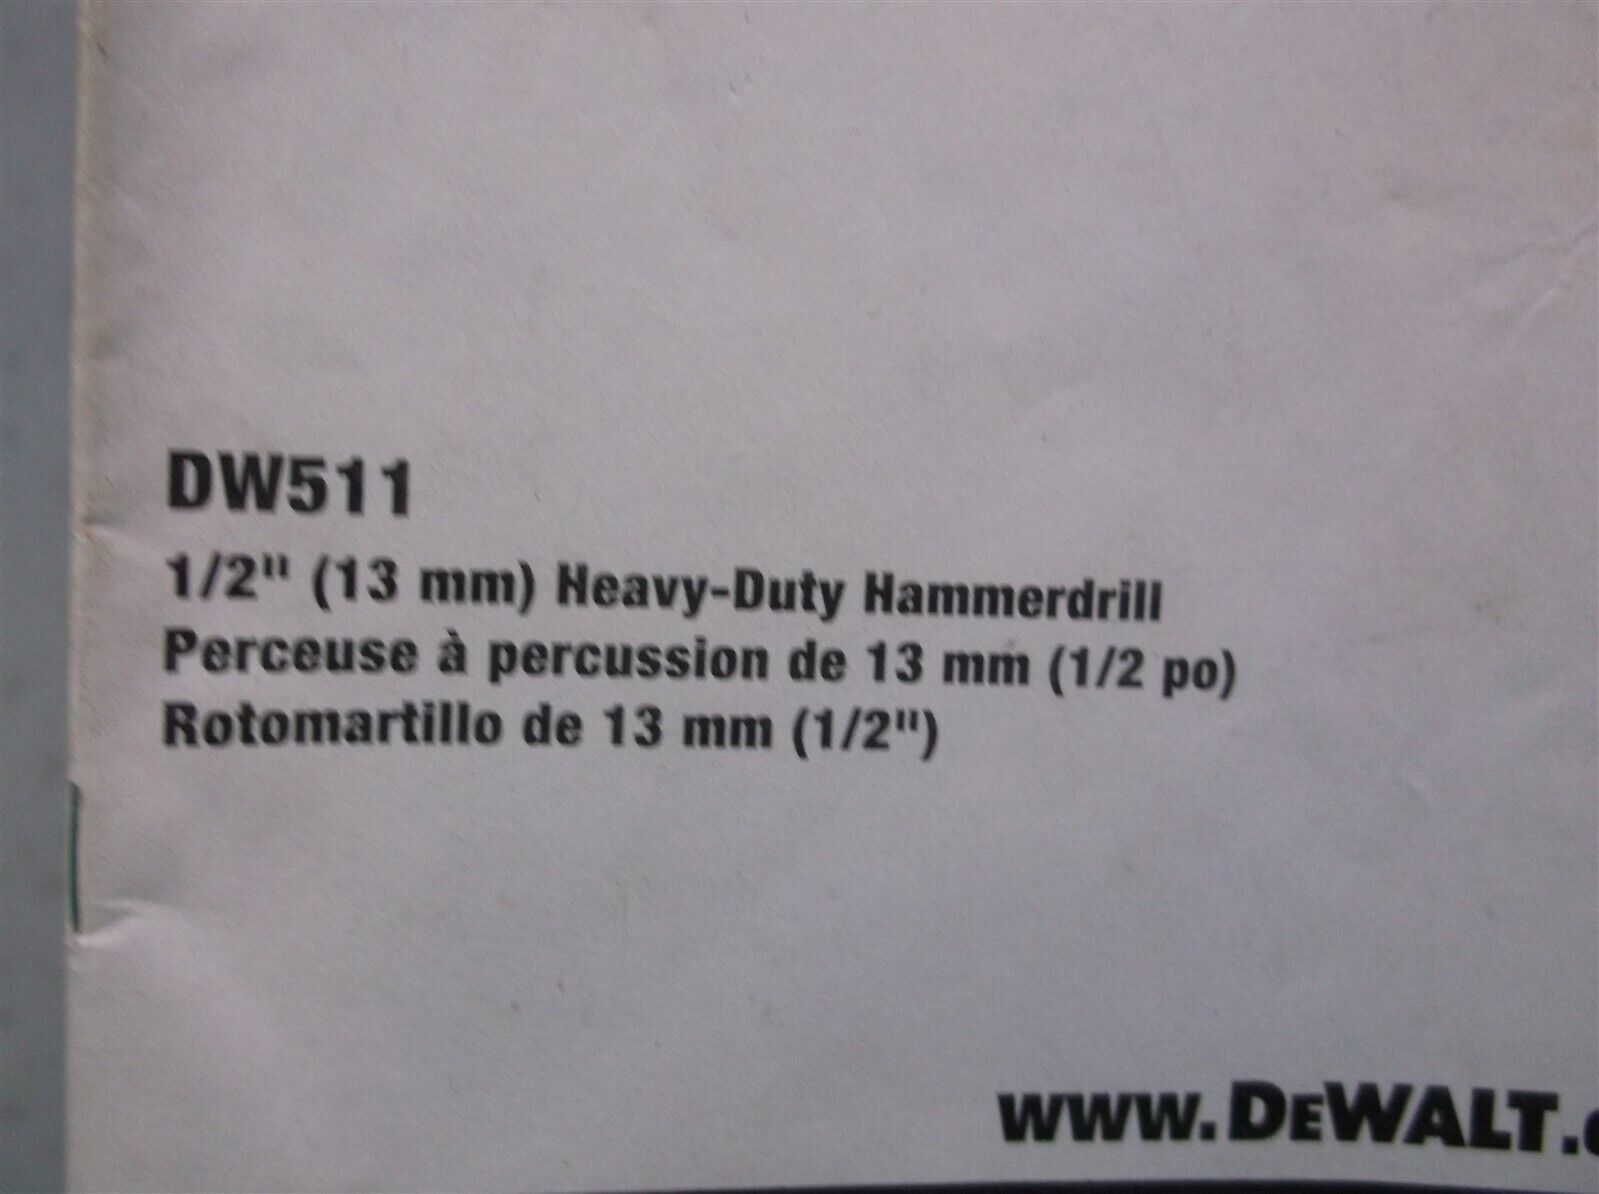 DW511
1/2" (13 mm) Heavy-Duty Hammerdrill
Perceuse à percussion de 13 mm (1/2 po)
Rotomartillo de 13 mm (1/2")
www.DeWALT.